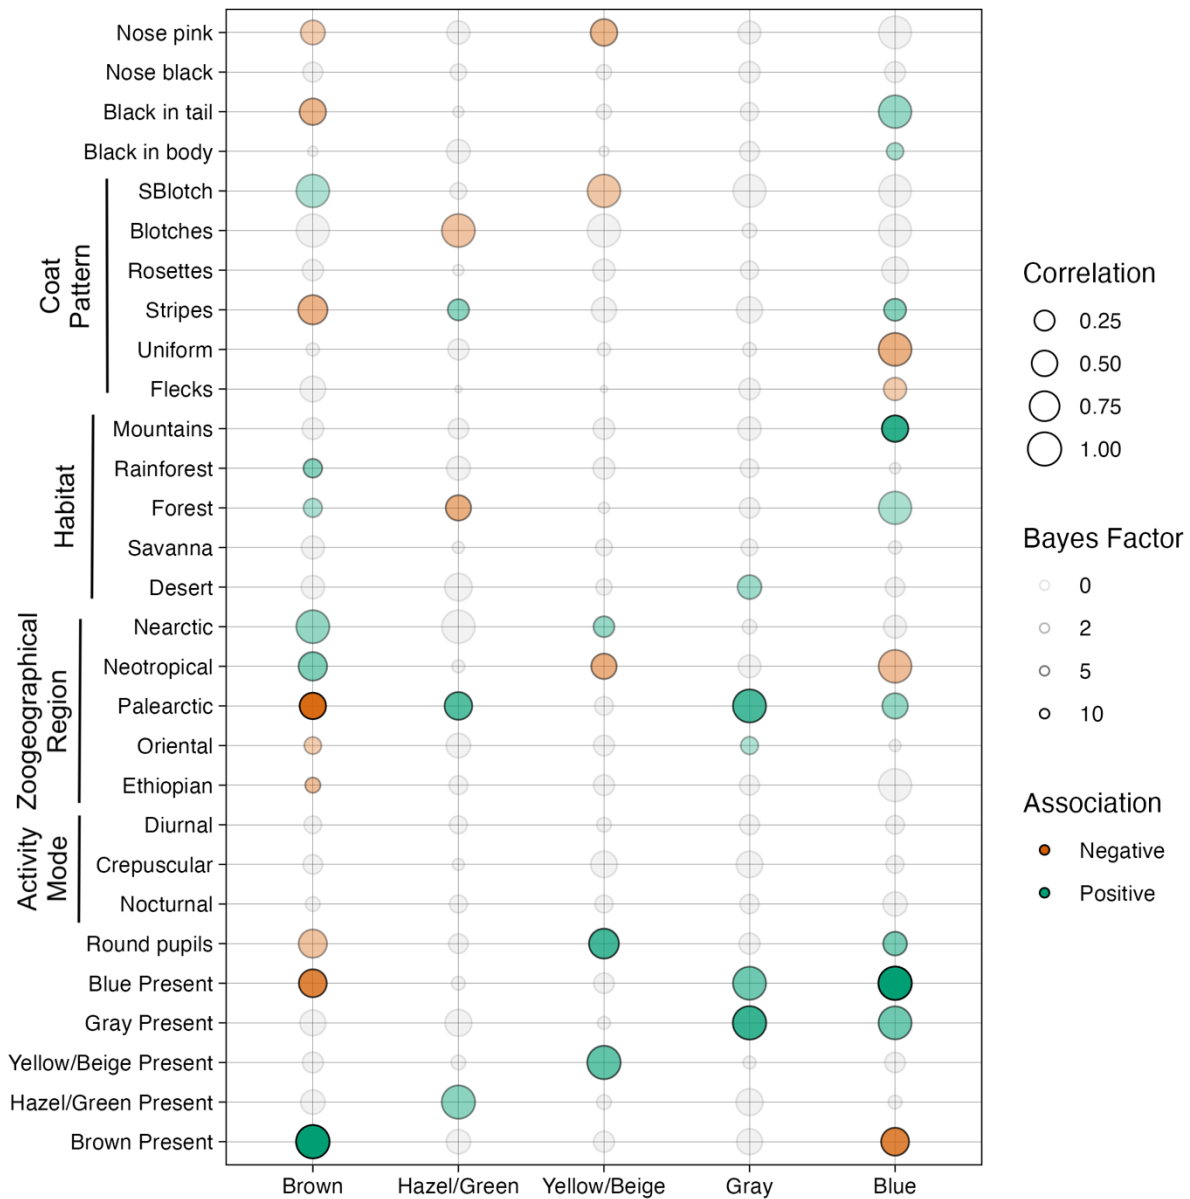 Nose pink
Nose black
Black in tail
Black in body
SBlotch
Blotches
Rosettes
Stripes
Uniform
Flecks
Mountains
Rainforest
Forest
Savanna
Desert
Nearctic
Neotropical
Palearctic
Oriental
Ethiopian
Diurnal
Crepuscular
Nocturnal
Round pupils
Blue Present
Gray Present
Yellow/Beige Present
Hazel/Green Present
Brown Present
Coat
Pattern
Habitat
Zoogeographical
Region
Activity
Mode
Brown
Hazel/Green
Yellow/Beige
Gray
Blue
Correlation
0.25
0.50
0.75
1.00
Bayes Factor
0
2
5
10
Association
Negative
Positive